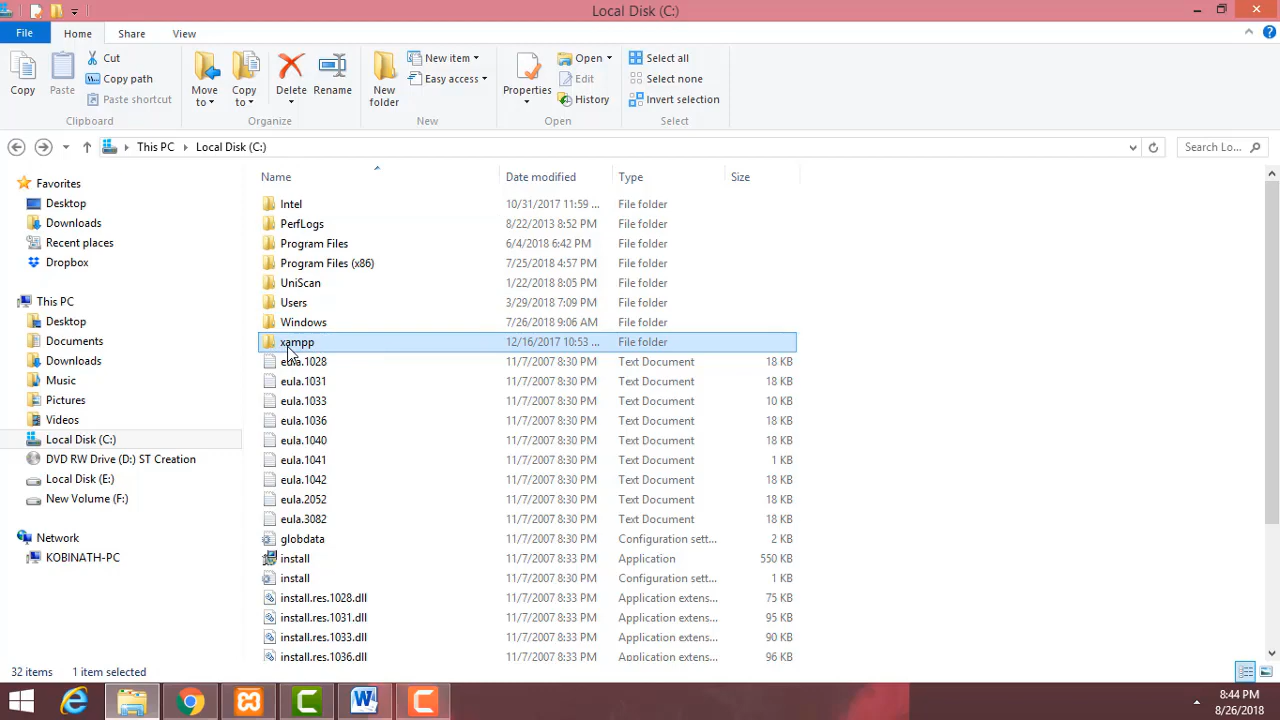 Local Disk (C:)
File Home Share View
Copy
Paste
Cut
Copy path
Paste shortcut
Clipboard
Move to
Copy to
Delete
Rename
Organize
New folder
New item
Easy access
New
Properties
Open
Edit
History
Open
Select all
Select none
Invert selection
Select
This PC Local Disk (C:)
Search Lo...
Favorites
Desktop
Downloads
Recent places
Dropbox
This PC
Desktop
Documents
Downloads
Music
Pictures
Videos
Local Disk (C:)
DVD RW Drive (D:) ST Creation
Local Disk (E:)
New Volume (F:)
Network
KOBINATH-PC
Name Date modified Type Size
Intel 10/31/2017 11:59 ... File folder
PerfLogs 8/22/2013 8:52 PM File folder
Program Files 6/4/2018 6:42 PM File folder
Program Files (x86) 7/25/2018 4:57 PM File folder
UniScan 1/22/2018 8:05 PM File folder
Users 3/29/2018 7:09 PM File folder
Windows 7/26/2018 9:06 AM File folder
xampp 12/16/2017 10:53 ... File folder
eula.1028 11/7/2007 8:30 PM Text Document 18 KB
eula.1031 11/7/2007 8:30 PM Text Document 18 KB
eula.1033 11/7/2007 8:30 PM Text Document 10 KB
eula.1036 11/7/2007 8:30 PM Text Document 18 KB
eula.1040 11/7/2007 8:30 PM Text Document 18 KB
eula.1041 11/7/2007 8:30 PM Text Document 1 KB
eula.1042 11/7/2007 8:30 PM Text Document 18 KB
eula.2052 11/7/2007 8:30 PM Text Document 18 KB
eula.3082 11/7/2007 8:30 PM Text Document 18 KB
globdata 11/7/2007 8:30 PM Configuration sett... 2 KB
install 11/7/2007 8:33 PM Application 550 KB
install 11/7/2007 8:30 PM Configuration sett... 1 KB
install.res.1028.dll 11/7/2007 8:33 PM Application extens... 75 KB
install.res.1031.dll 11/7/2007 8:33 PM Application extens... 95 KB
install.res.1033.dll 11/7/2007 8:33 PM Application extens... 90 KB
install.res.1036.dll 11/7/2007 8:33 PM Application extens... 96 KB
32 items 1 item selected
8:44 PM
8/26/2018